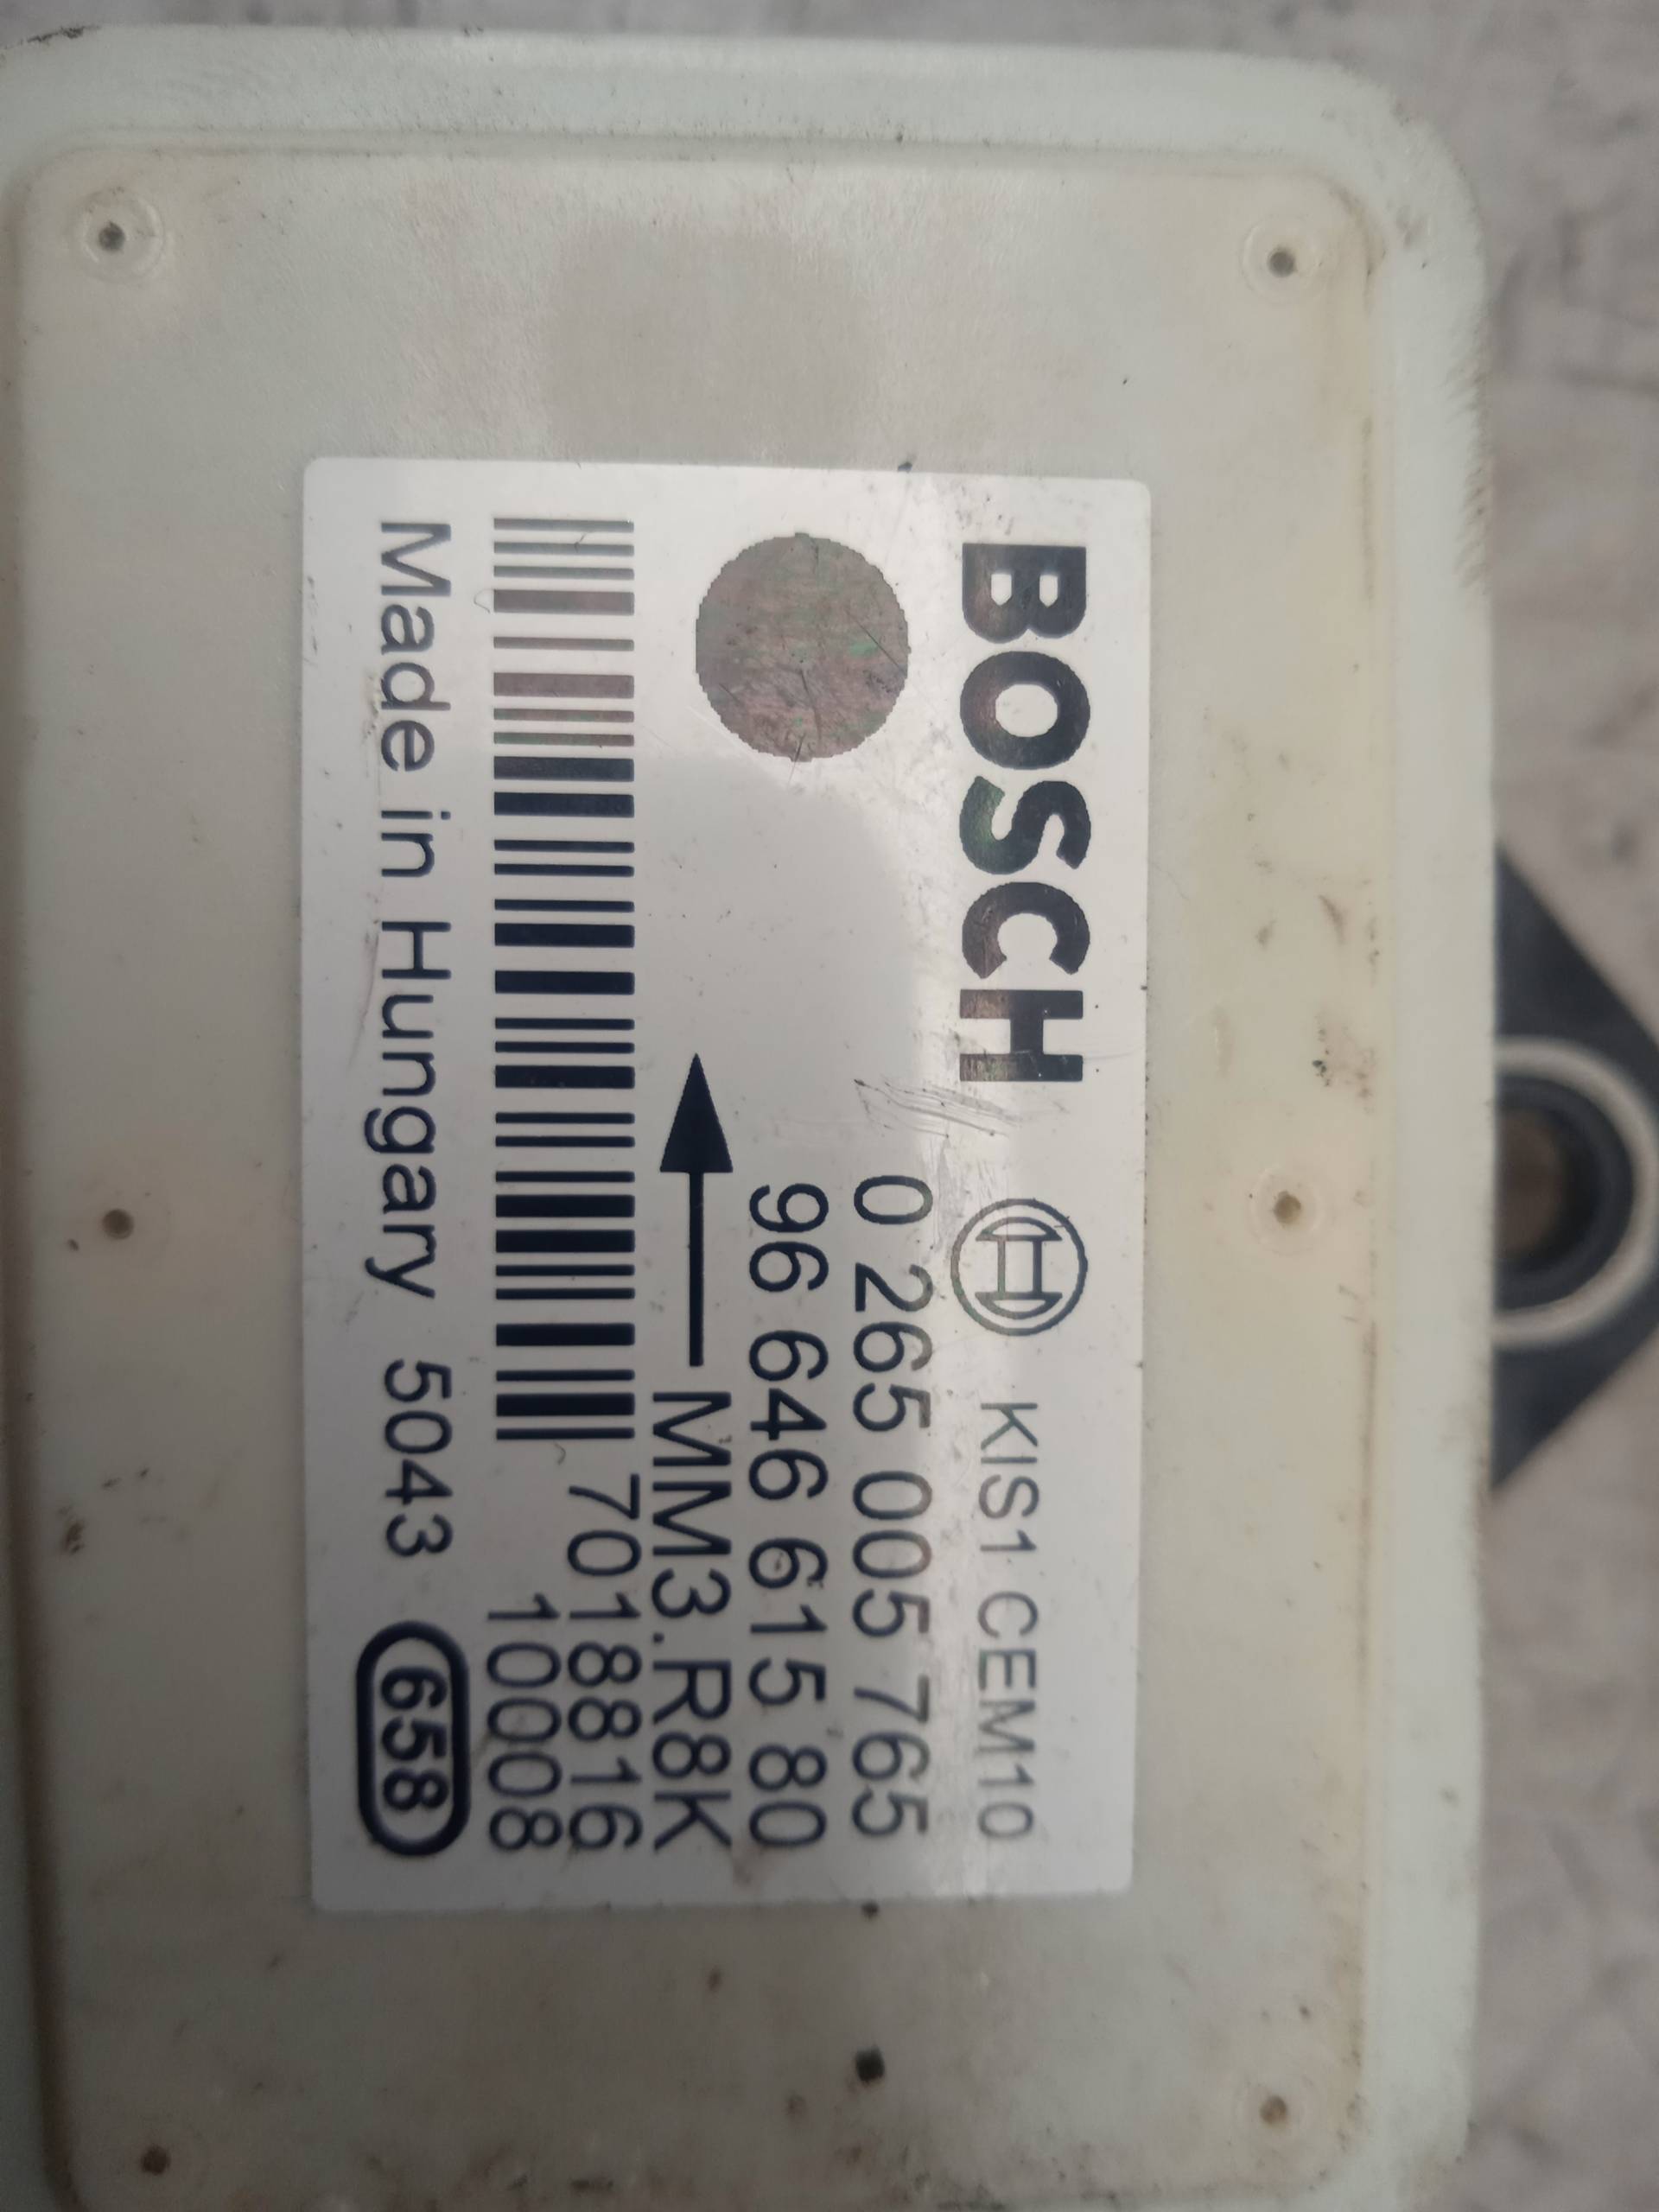 BOSCH KIS1 CEM10
0 265 005 765
96 646 615 80
MM3.R8K
7018816
10008
Made in Hungary 5043 658